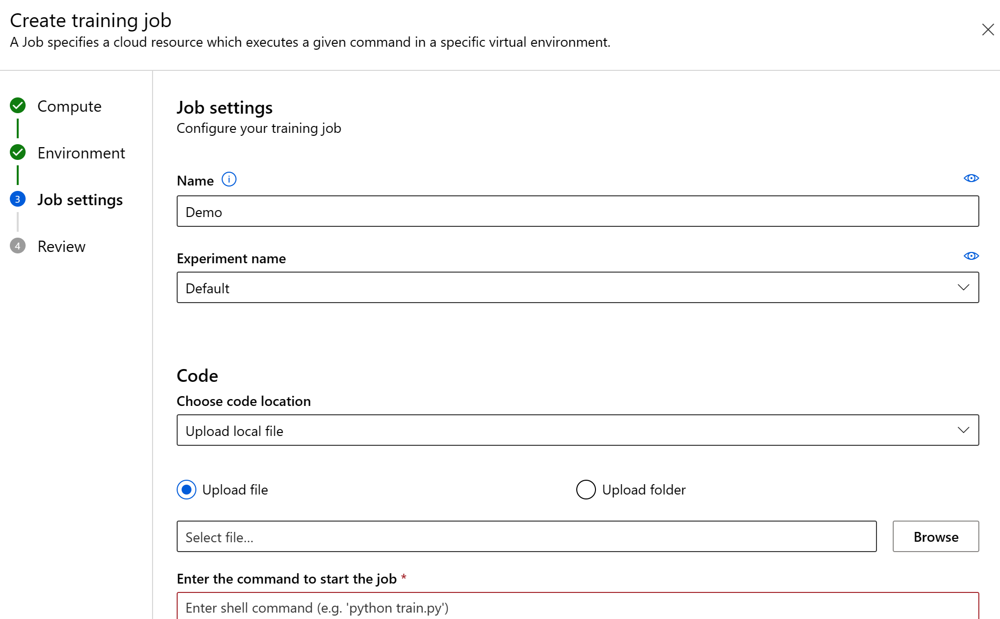 Create training job
A Job specifies a cloud resource which executes a given command in a specific virtual environment.
Compute
Environment
3 Job settings
4 Review
Job settings
Configure your training job
Name i
Demo
Experiment name
Default
Code
Choose code location
Upload local file
Upload file Upload folder
Select file... Browse
Enter the command to start the job *
Enter shell command (e.g. 'python train.py')